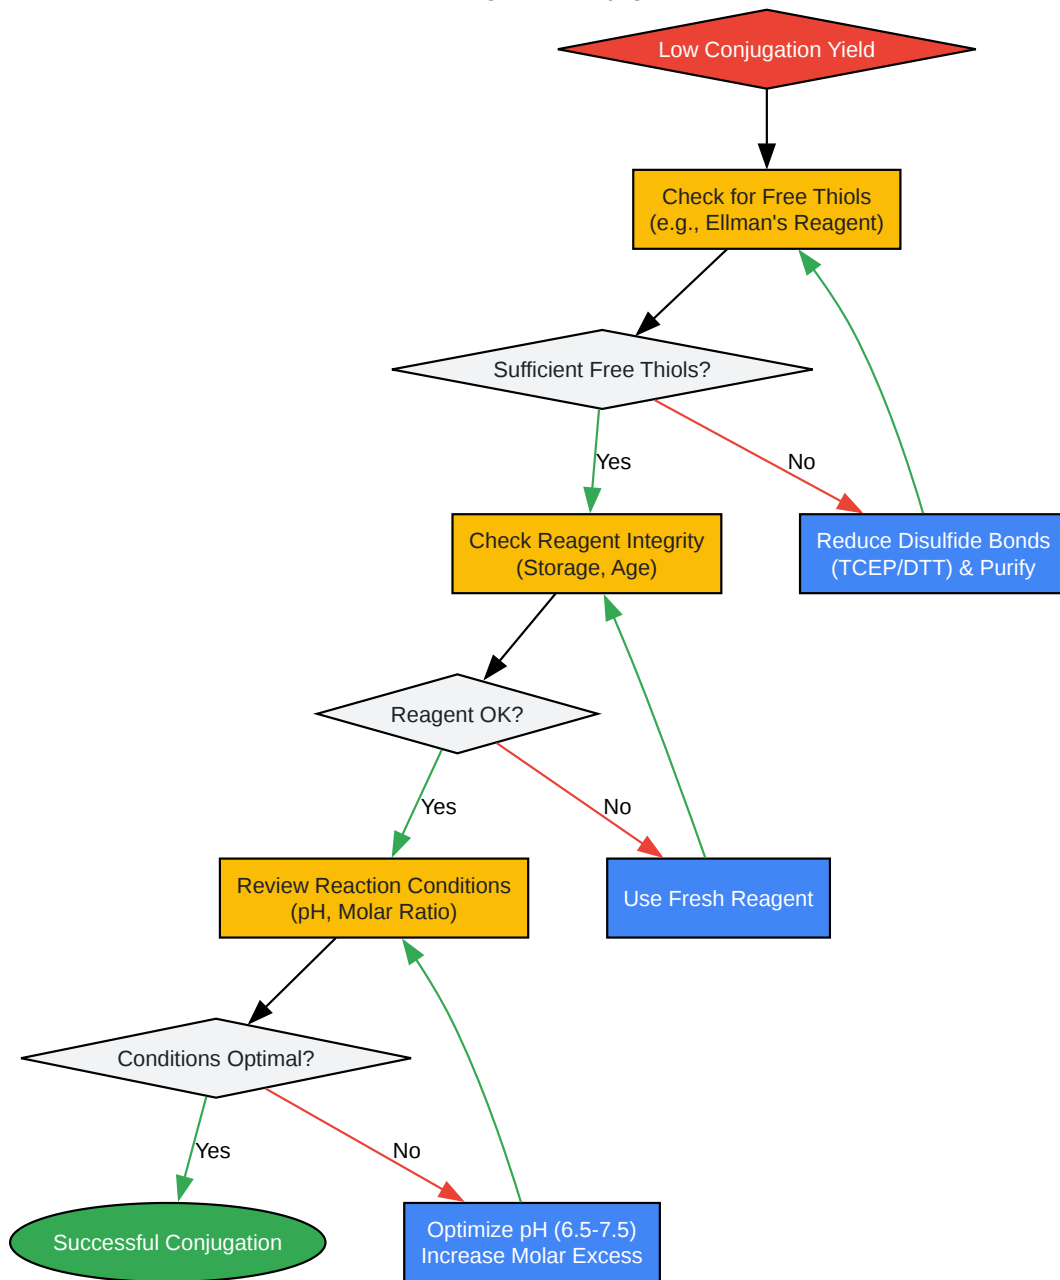 Low Conjugation Yield
Check for Free Thiols
(e.g., Ellman's Reagent)
Sufficient Free Thiols?
Yes
No
Check Reagent Integrity
(Storage, Age)
Reduce Disulfide Bonds
(TCEP/DTT) & Purify
Reagent OK?
Yes
No
Review Reaction Conditions
(pH, Molar Ratio)
Use Fresh Reagent
Conditions Optimal?
Yes
No
Successful Conjugation
Optimize pH (6.5-7.5)
Increase Molar Excess